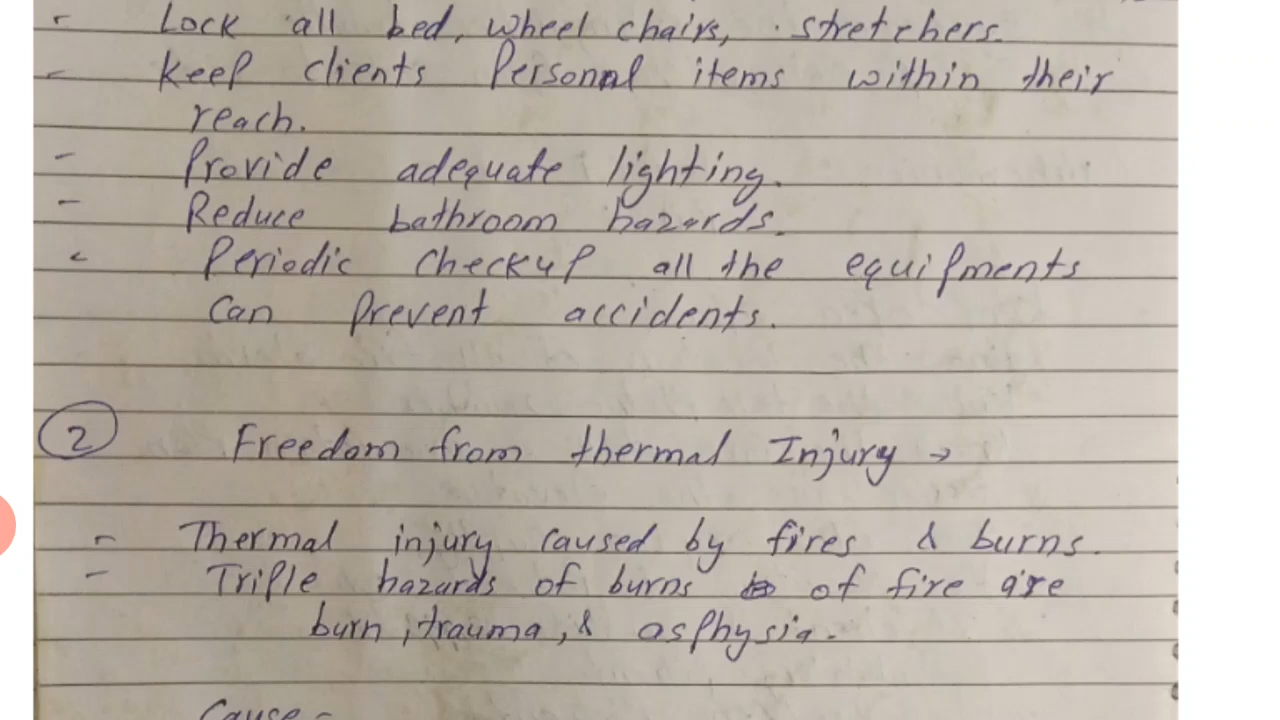 - Lock all bed, wheel chairs, stretchers.
- Keep clients Personal items within their
reach.
- Provide adequate lighting.
- Reduce bathroom hazards.
- Periodic checkup all the equipments
can prevent accidents.
2 Freedom from thermal Injury →
- Thermal injury caused by fires & burns.
- Triple hazards of burns of fire are
burn, trauma, & asphysia.
Cause -